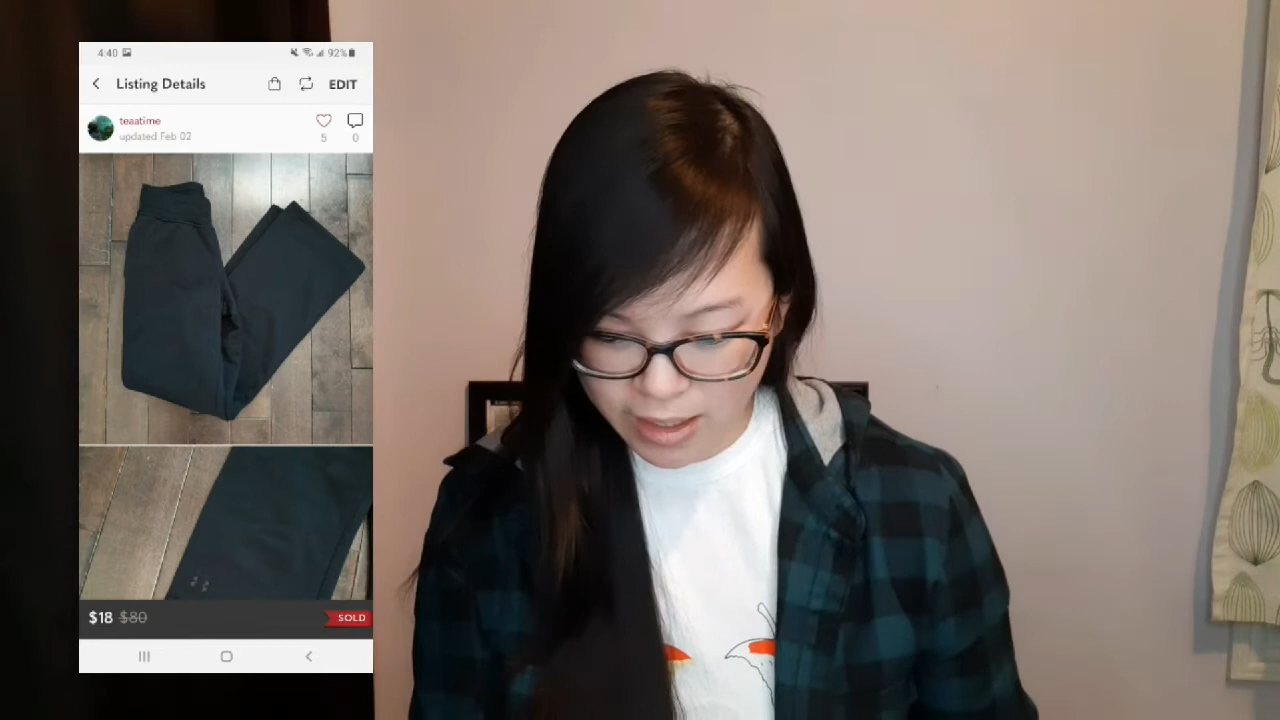 4:40 92%
Listing Details EDIT
teaatime
updated Feb 02
5 0
$18 $80 SOLD